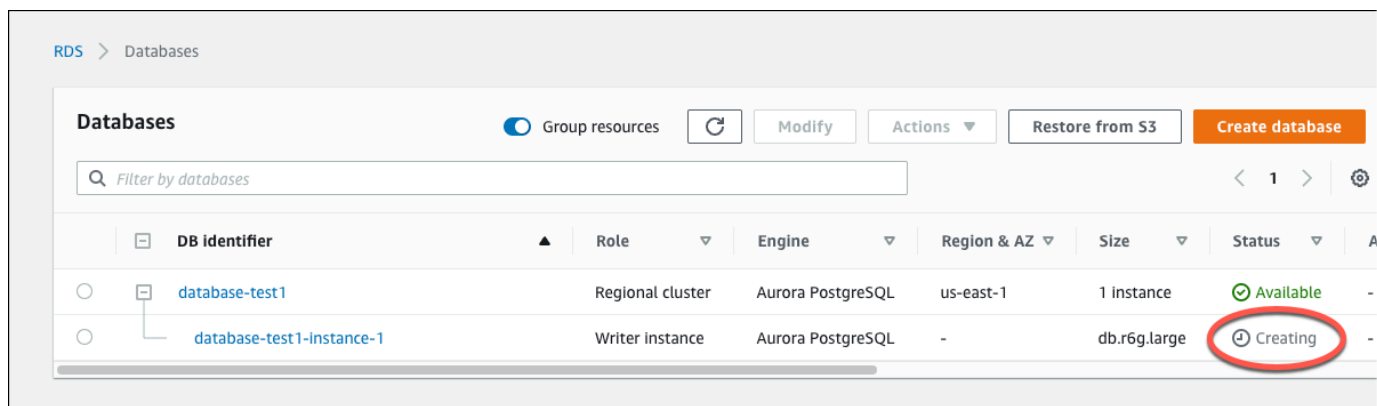 RDS > Databases
Databases Group resources Modify Actions Restore from S3 Create database
Filter by databases 1
DB identifier Role Engine Region & AZ Size Status A
database-test1 Regional cluster Aurora PostgreSQL us-east-1 1 instance Available -
database-test1-instance-1 Writer instance Aurora PostgreSQL - db.r6g.large Creating -